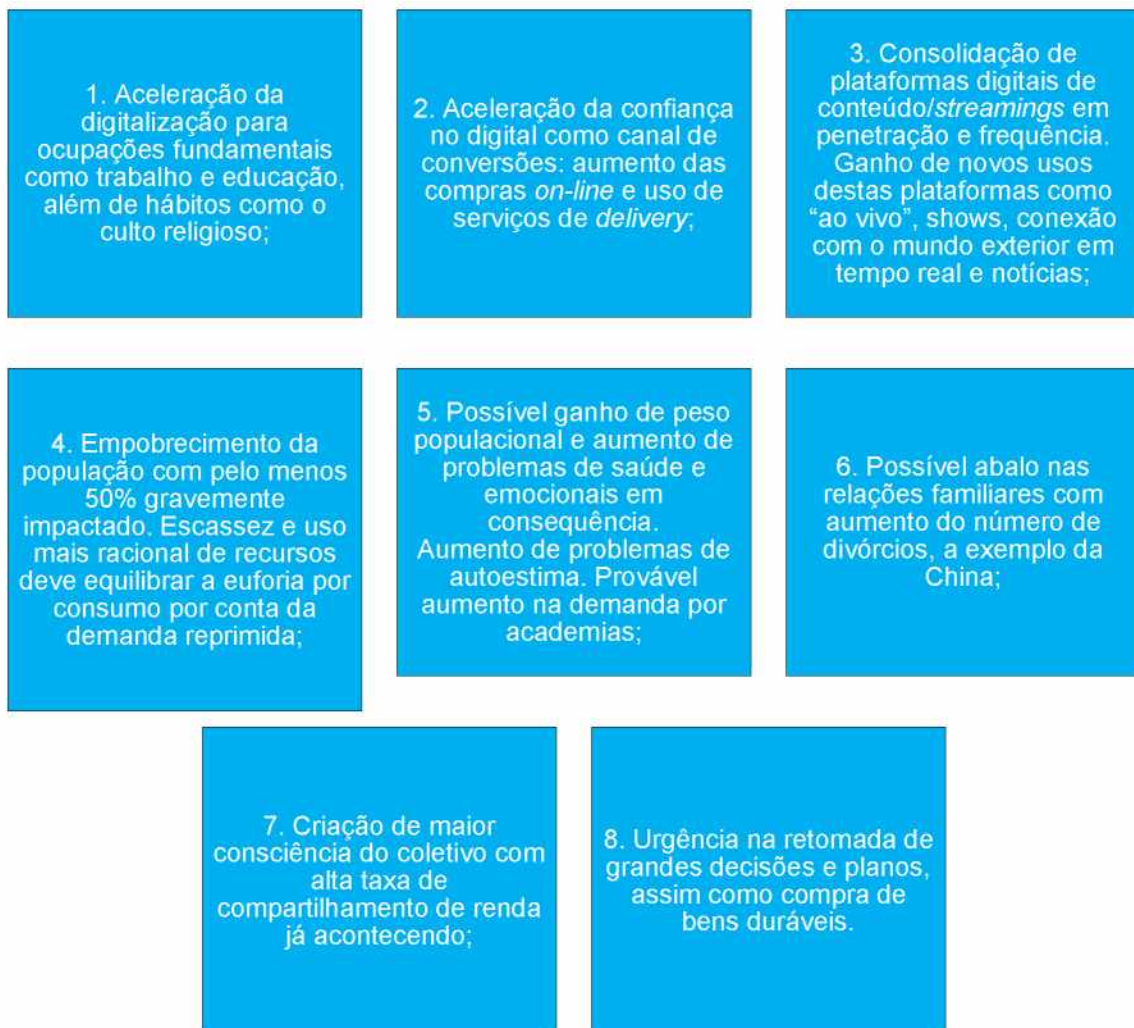 1. Aceleração da
digitalização para
ocupações fundamentais
como trabalho e educação,
além de hábitos como o
culto religioso;
2. Aceleração da confiança
no digital como canal de
conversões: aumento das
compras on-line e uso de
serviços de delivery;
3. Consolidação de
plataformas digitais de
conteúdo/streamings em
penetração e frequência.
Ganho de novos usos
destas plataformas como
“ao vivo”, shows, conexão
com o mundo exterior em
tempo real e notícias;
4. Empobrecimento da
população com pelo menos
50% gravemente
impactado. Escassez e uso
mais racional de recursos
deve equilibrar a euforia por
consumo por conta da
demanda reprimida;
5. Possível ganho de peso
populacional e aumento de
problemas de saúde e
emocionais em
consequência.
Aumento de problemas de
autoestima. Provável
aumento na demanda por
academias;
6. Possível abalo nas
relações familiares com
aumento do número de
divórcios, a exemplo da
China;
7. Criação de maior
consciência do coletivo com
alta taxa de
compartilhamento de renda
já acontecendo;
8. Urgência na retomada de
grandes decisões e planos,
assim como compra de
bens duráveis.